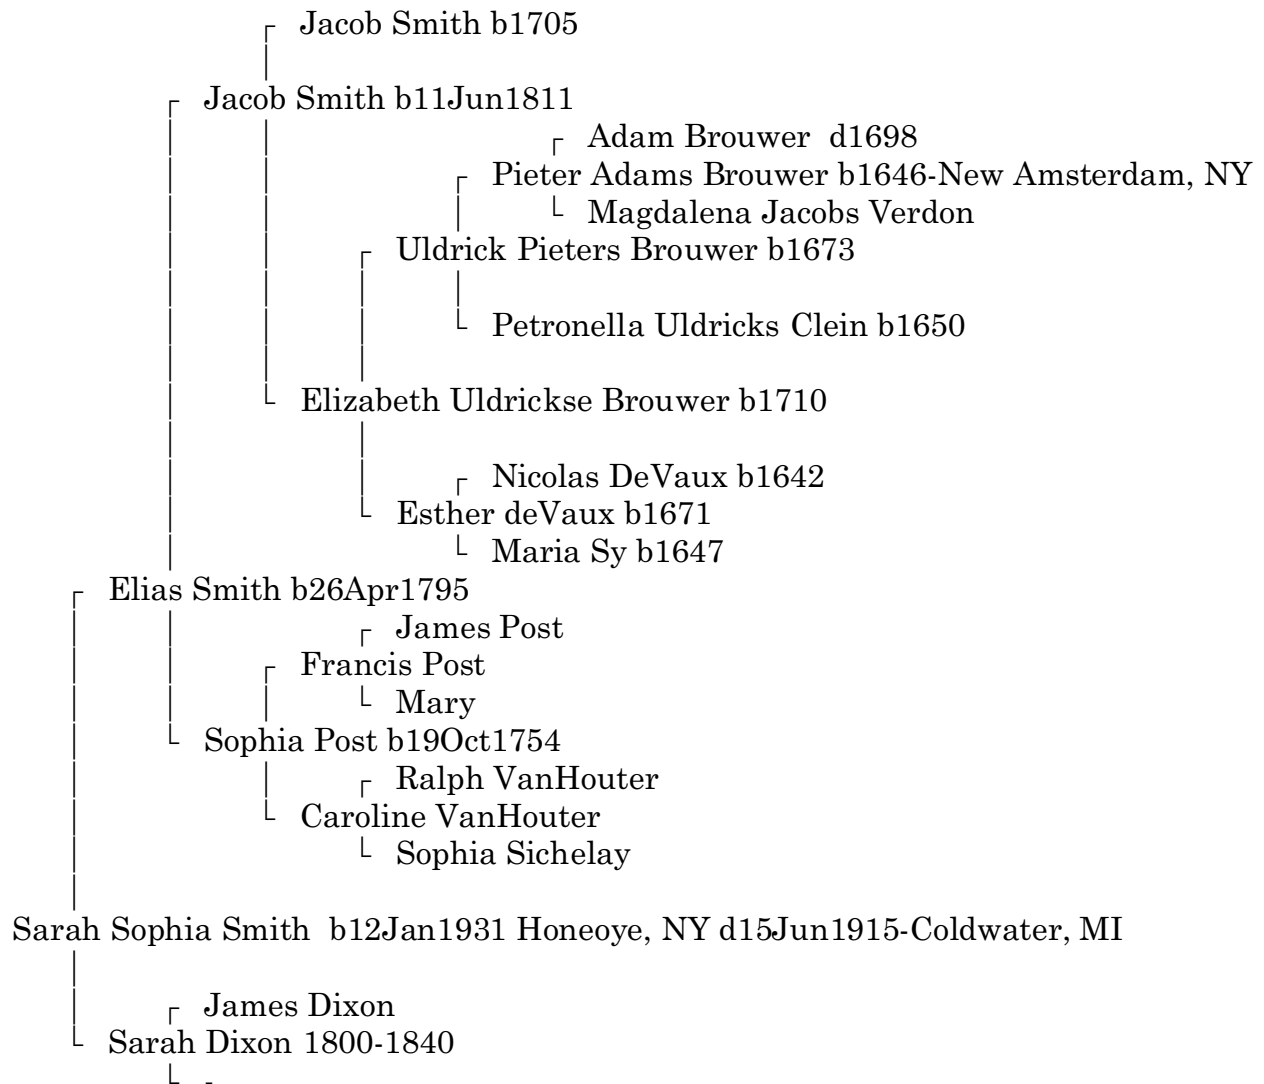 Jacob Smith b1705
Jacob Smith b11Jun1811
Adam Brouwer  d1698
Pieter Adams Brouwer b1646-New Amsterdam, NY
Magdalena Jacobs Verdon
Uldrick Pieters Brouwer b1673
Petronella Uldricks Clein b1650
Elizabeth Uldrickse Brouwer b1710
Nicolas DeVaux b1642
Esther deVaux b1671
Maria Sy b1647
Elias Smith b26Apr1795
James Post
Francis Post
Mary
Sophia Post b19Oct1754
Ralph VanHouter
Caroline VanHouter
Sophia Sichelay
Sarah Sophia Smith  b12Jan1931 Honeoye, NY d15Jun1915-Coldwater, MI
James Dixon
Sarah Dixon 1800-1840
-